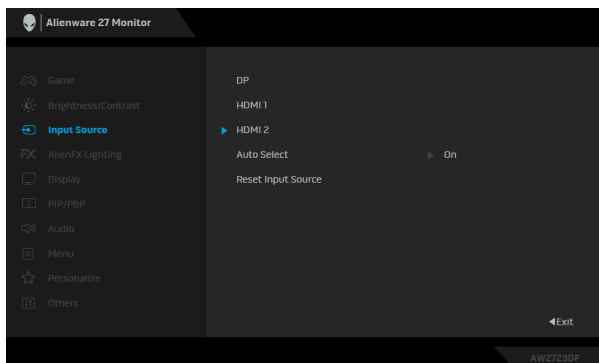 Alienware 27 Monitor
Game
Brightness/Contrast
Input Source
AlienFX Lighting
Display
PIP/PBP
Audio
Menu
Personalize
Others
DP
HDMI 1
HDMI 2
Auto Select On
Reset Input Source
Exit
AW2723DF